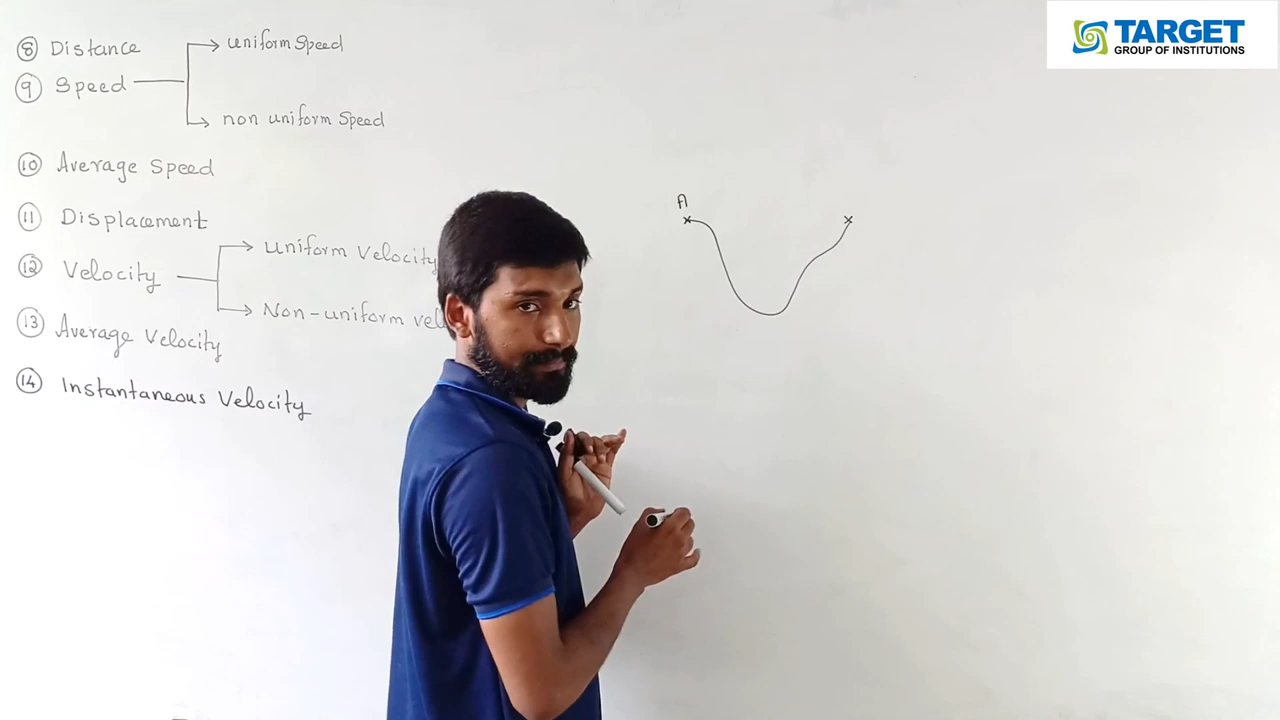 ⑧ Distance
uniform Speed
⑨ Speed
non uniform Speed
⑩ Average Speed
⑪ Displacement
uniform Velocity
⑫ Velocity
Non-uniform vel
⑬ Average Velocity
⑭ Instantaneous Velocity
A
TARGET
GROUP OF INSTITUTIONS